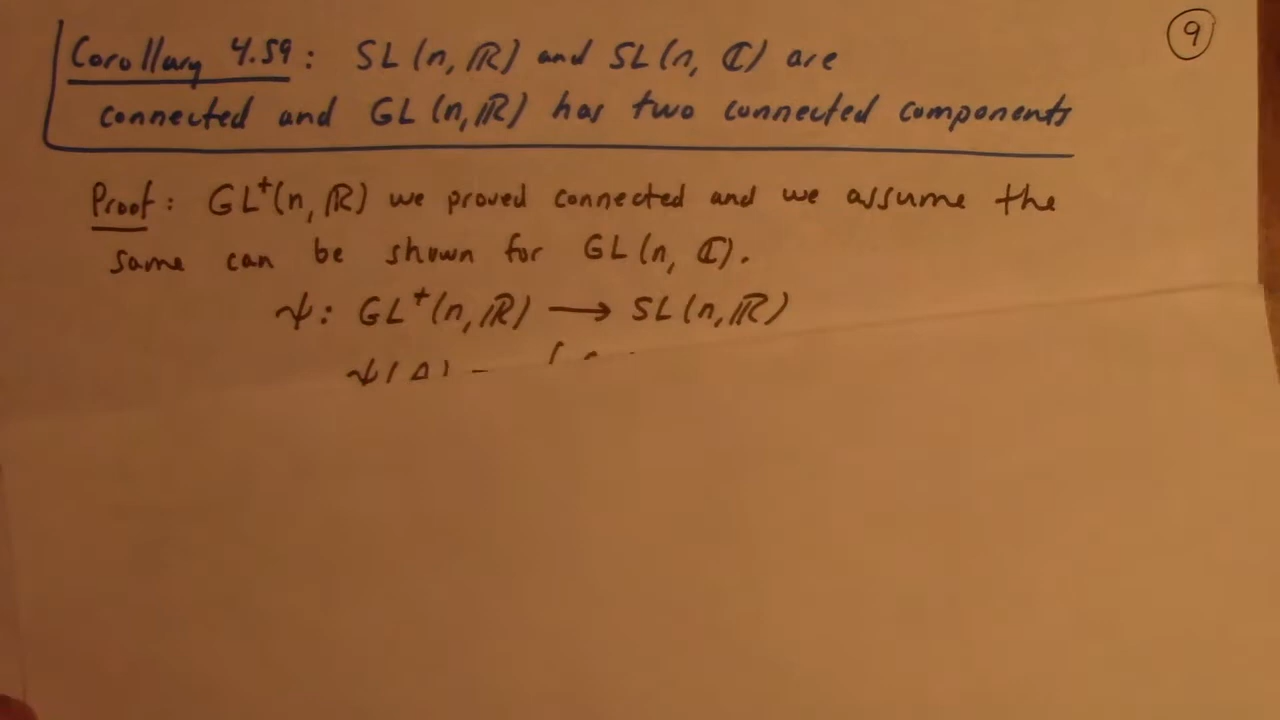 9
Corollary 4.59: SL(n, ℝ) and SL(n, ℂ) are
connected and GL(n, ℝ) has two connected components
Proof: GL⁺(n, ℝ) we proved connected and we assume the
same can be shown for GL(n, ℂ).
ψ: GL⁺(n, ℝ) ⟶ SL(n, ℝ)